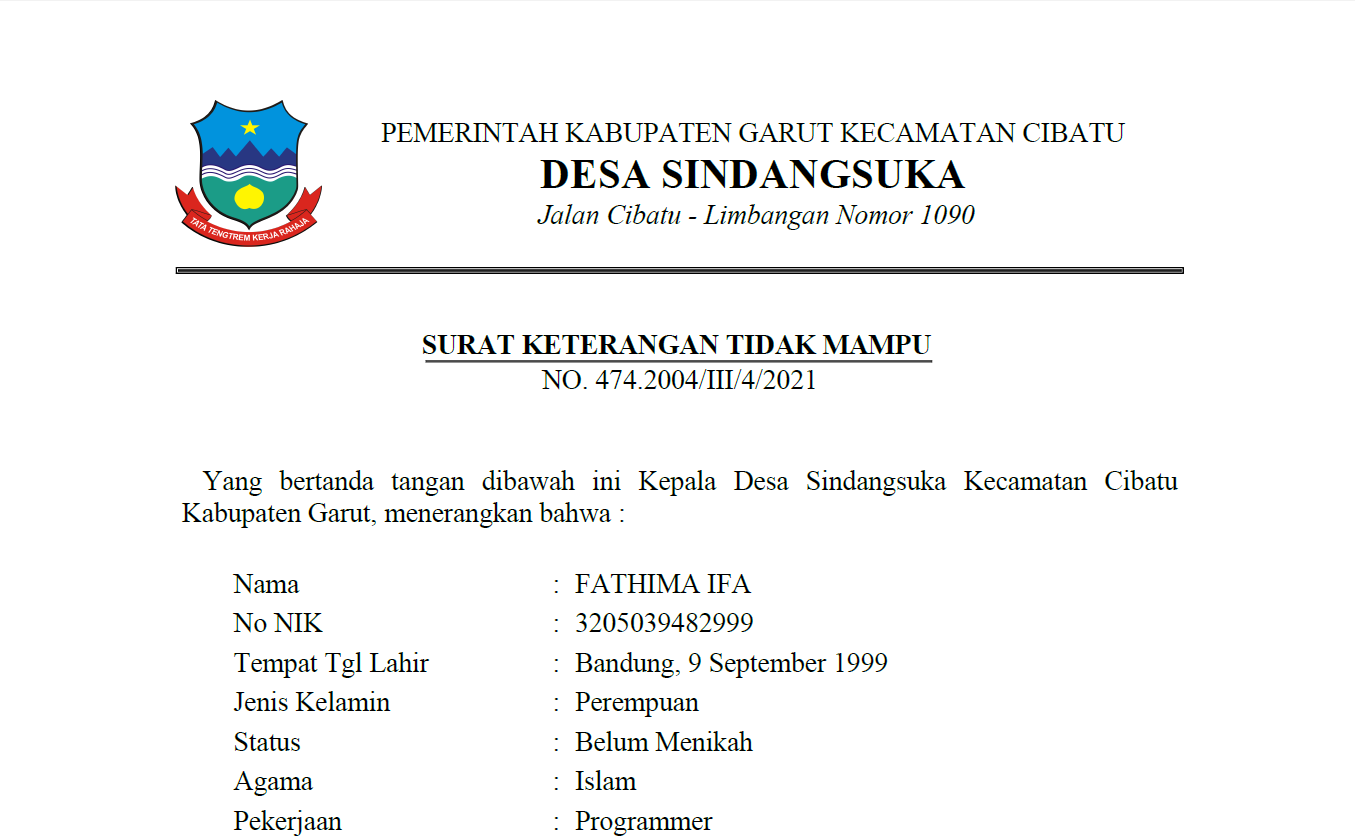 PEMERINTAH KABUPATEN GARUT KECAMATAN CIBATU
DESA SINDANGSUKA
Jalan Cibatu - Limbangan Nomor 1090
TATA TENGTREM KERJA RAHAJA
SURAT KETERANGAN TIDAK MAMPU
NO. 474.2004/III/4/2021
Yang bertanda tangan dibawah ini Kepala Desa Sindangsuka Kecamatan Cibatu
Kabupaten Garut, menerangkan bahwa :
Nama : FATHIMA IFA
No NIK : 3205039482999
Tempat Tgl Lahir : Bandung, 9 September 1999
Jenis Kelamin : Perempuan
Status : Belum Menikah
Agama : Islam
Pekerjaan : Programmer